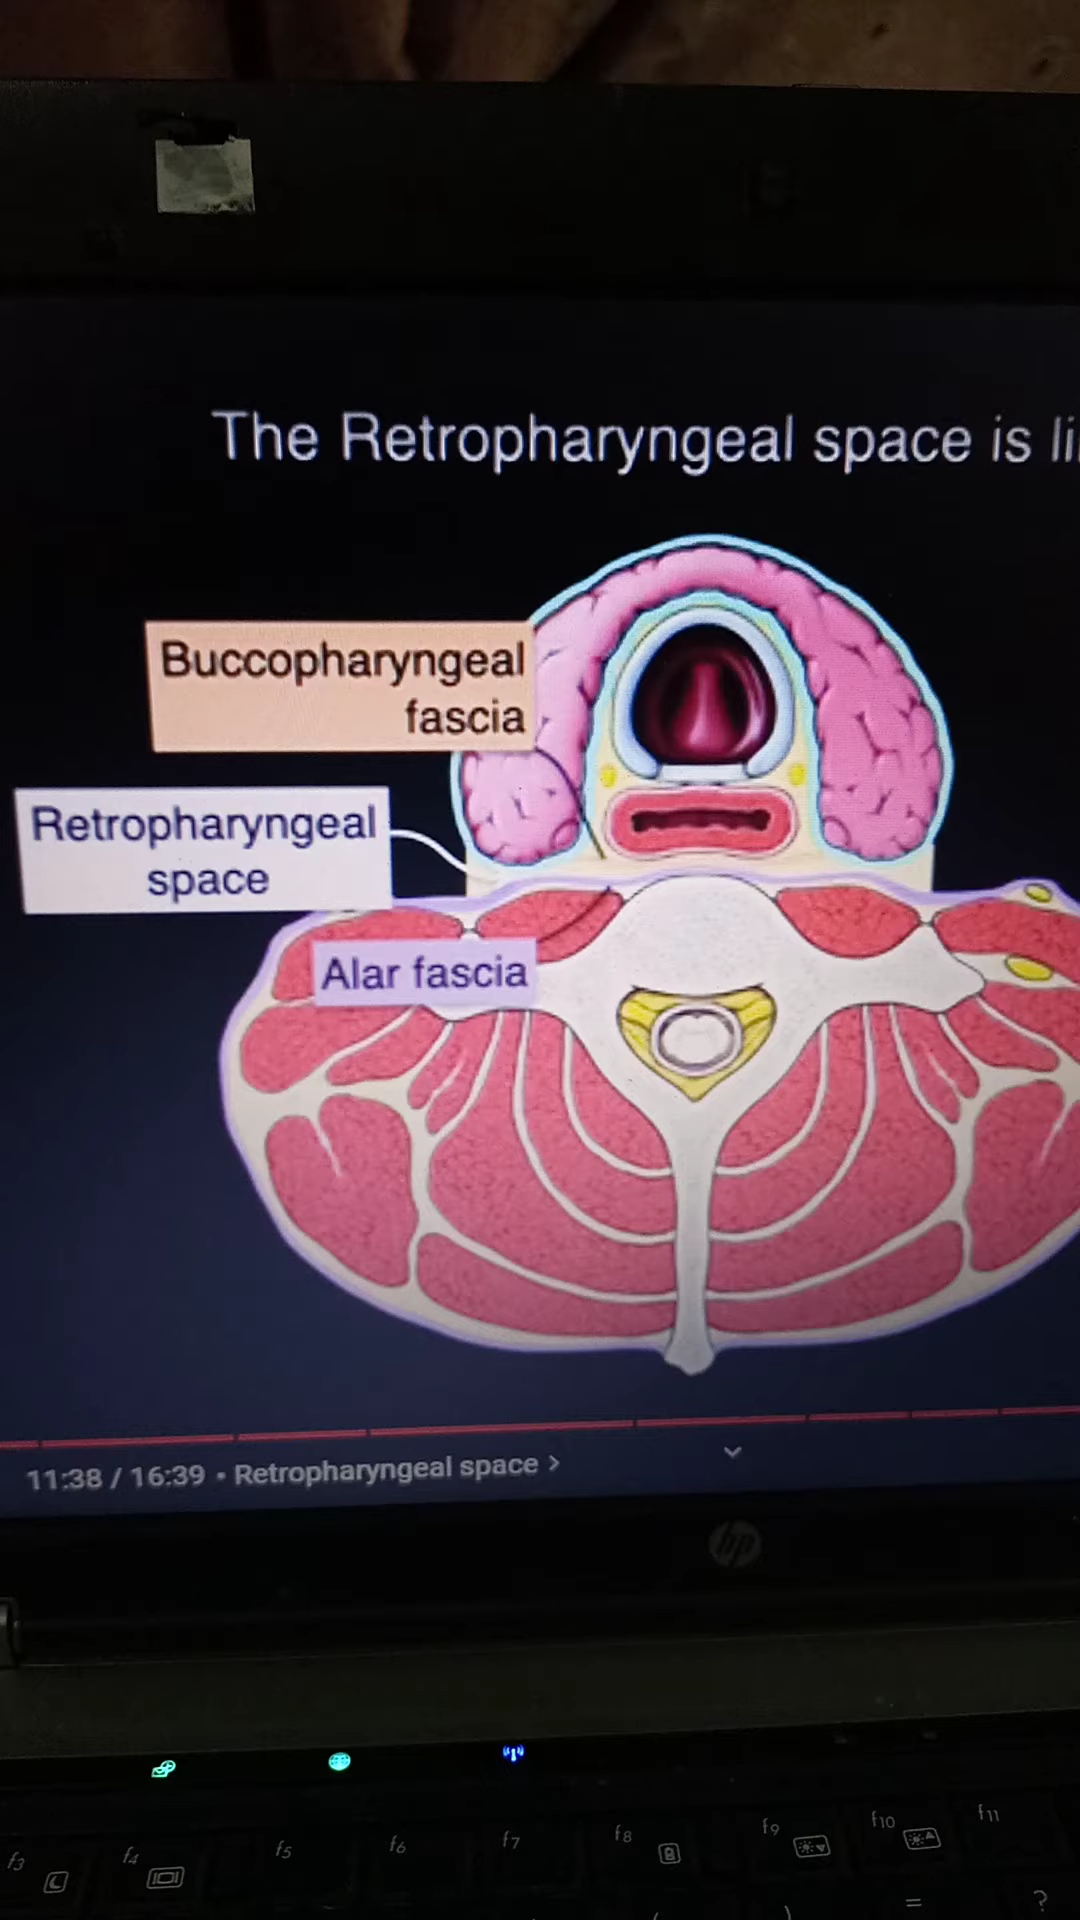 The Retropharyngeal space is li
Buccopharyngeal
fascia
Retropharyngeal
space
Alar fascia
11:38 / 16:39 • Retropharyngeal space >
hp
f3
f4
f5
f6
f7
f8
f9
f10
f11
=
?